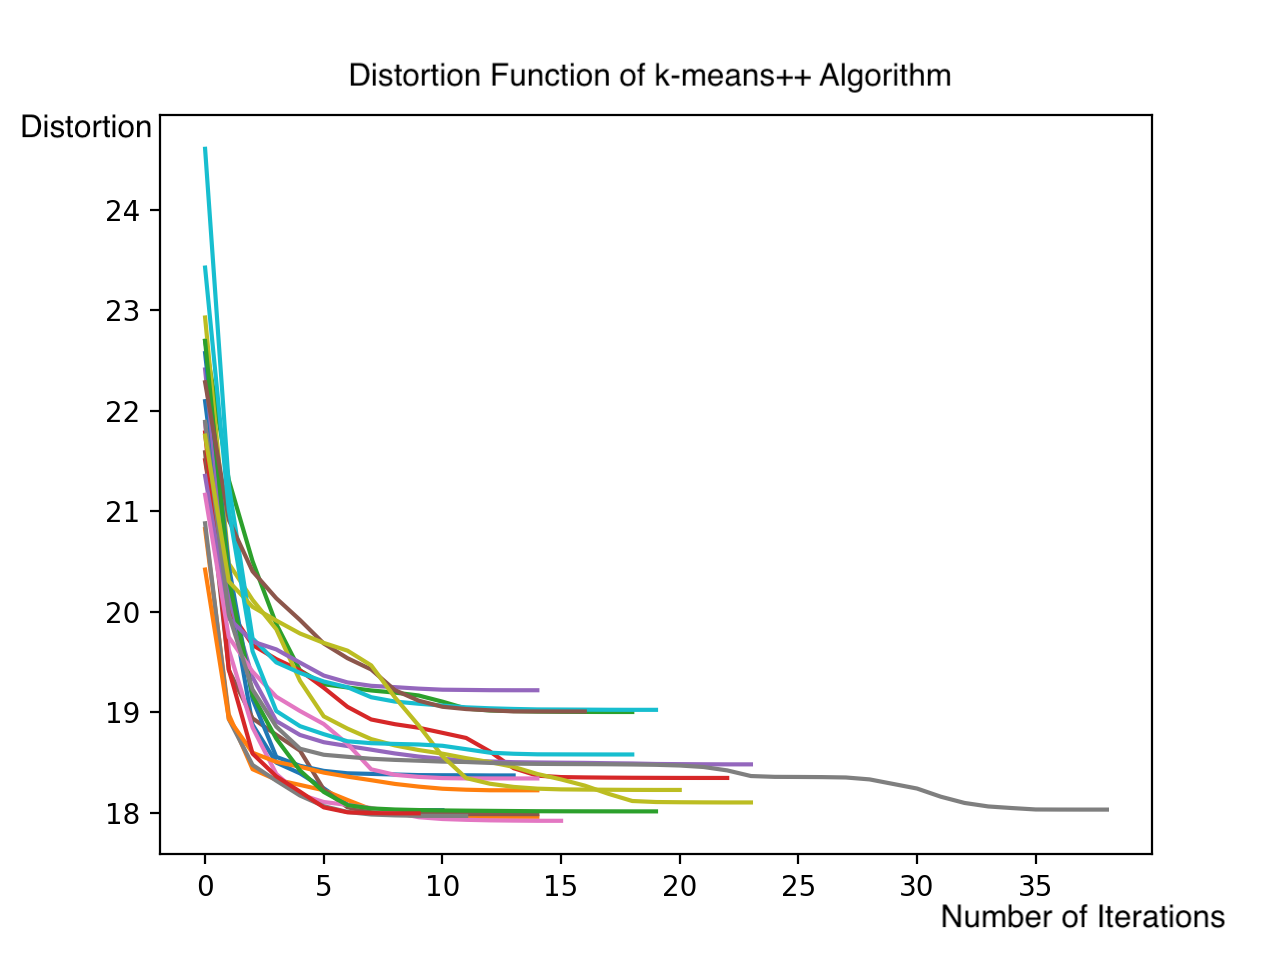 Distortion Function of k-means++ Algorithm
Distortion
24
23
22
21
20
19
18
0 5 10 15 20 25 30 35
Number of Iterations